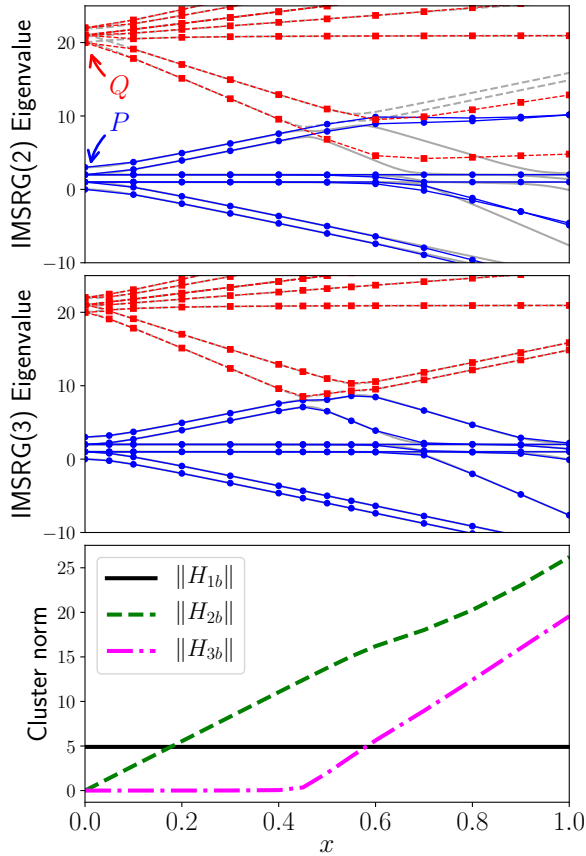 IMSRG(2) Eigenvalue
20
10
0
−10
Q
P
IMSRG(3) Eigenvalue
20
10
0
−10
Cluster norm
25
20
15
10
5
0
‖H1b‖
‖H2b‖
‖H3b‖
0.0 0.2 0.4 0.6 0.8 1.0
x